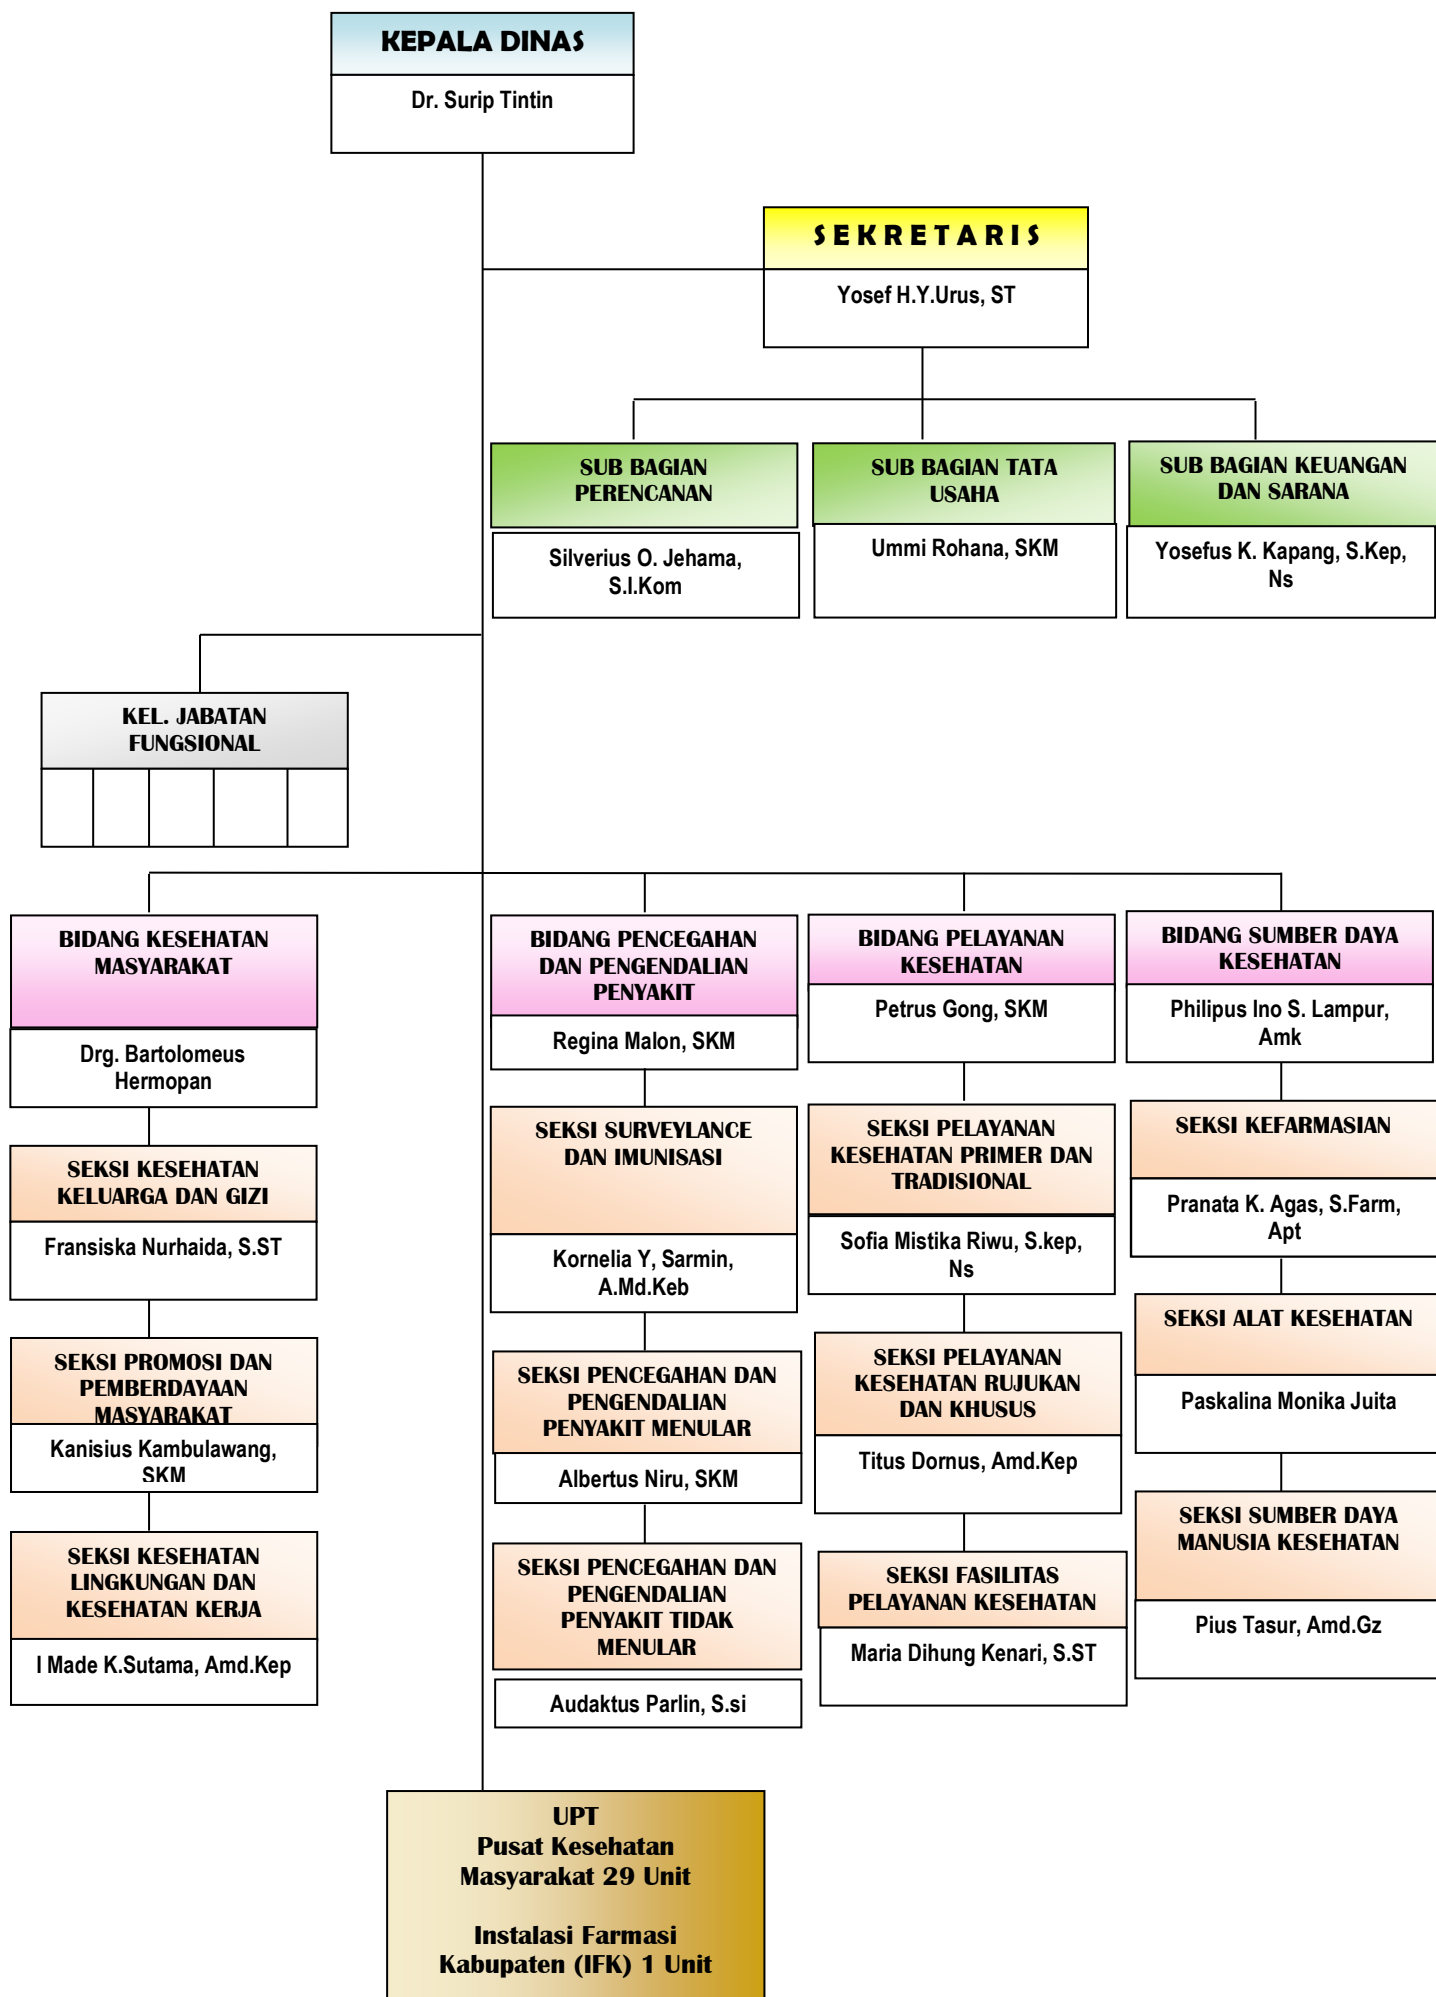 KEPALA DINAS
Dr. Surip Tintin
SEKRETARIS
Yosef H.Y.Urus, ST
SUB BAGIAN
PERENCANAN
Silverius O. Jehama,
S.I.Kom
SUB BAGIAN TATA
USAHA
Ummi Rohana, SKM
SUB BAGIAN KEUANGAN
DAN SARANA
Yosefus K. Kapang, S.Kep,
Ns
KEL. JABATAN
FUNGSIONAL
BIDANG KESEHATAN
MASYARAKAT
Drg. Bartolomeus
Hermopan
SEKSI KESEHATAN
KELUARGA DAN GIZI
Fransiska Nurhaida, S.ST
SEKSI PROMOSI DAN
PEMBERDAYAAN
MASYARAKAT
Kanisius Kambulawang,
SKM
SEKSI KESEHATAN
LINGKUNGAN DAN
KESEHATAN KERJA
I Made K.Sutama, Amd.Kep
BIDANG PENCEGAHAN
DAN PENGENDALIAN
PENYAKIT
Regina Malon, SKM
SEKSI SURVEYLANCE
DAN IMUNISASI
Kornelia Y, Sarmin,
A.Md.Keb
SEKSI PENCEGAHAN DAN
PENGENDALIAN
PENYAKIT MENULAR
Albertus Niru, SKM
SEKSI PENCEGAHAN DAN
PENGENDALIAN
PENYAKIT TIDAK
MENULAR
Audaktus Parlin, S.si
BIDANG PELAYANAN
KESEHATAN
Petrus Gong, SKM
SEKSI PELAYANAN
KESEHATAN PRIMER DAN
TRADISIONAL
Sofia Mistika Riwu, S.kep,
Ns
SEKSI PELAYANAN
KESEHATAN RUJUKAN
DAN KHUSUS
Titus Dornus, Amd.Kep
SEKSI FASILITAS
PELAYANAN KESEHATAN
Maria Dihung Kenari, S.ST
BIDANG SUMBER DAYA
KESEHATAN
Philipus Ino S. Lampur,
Amk
SEKSI KEFARMASIAN
Pranata K. Agas, S.Farm,
Apt
SEKSI ALAT KESEHATAN
Paskalina Monika Juita
SEKSI SUMBER DAYA
MANUSIA KESEHATAN
Pius Tasur, Amd.Gz
UPT
Pusat Kesehatan
Masyarakat 29 Unit
Instalasi Farmasi
Kabupaten (IFK) 1 Unit